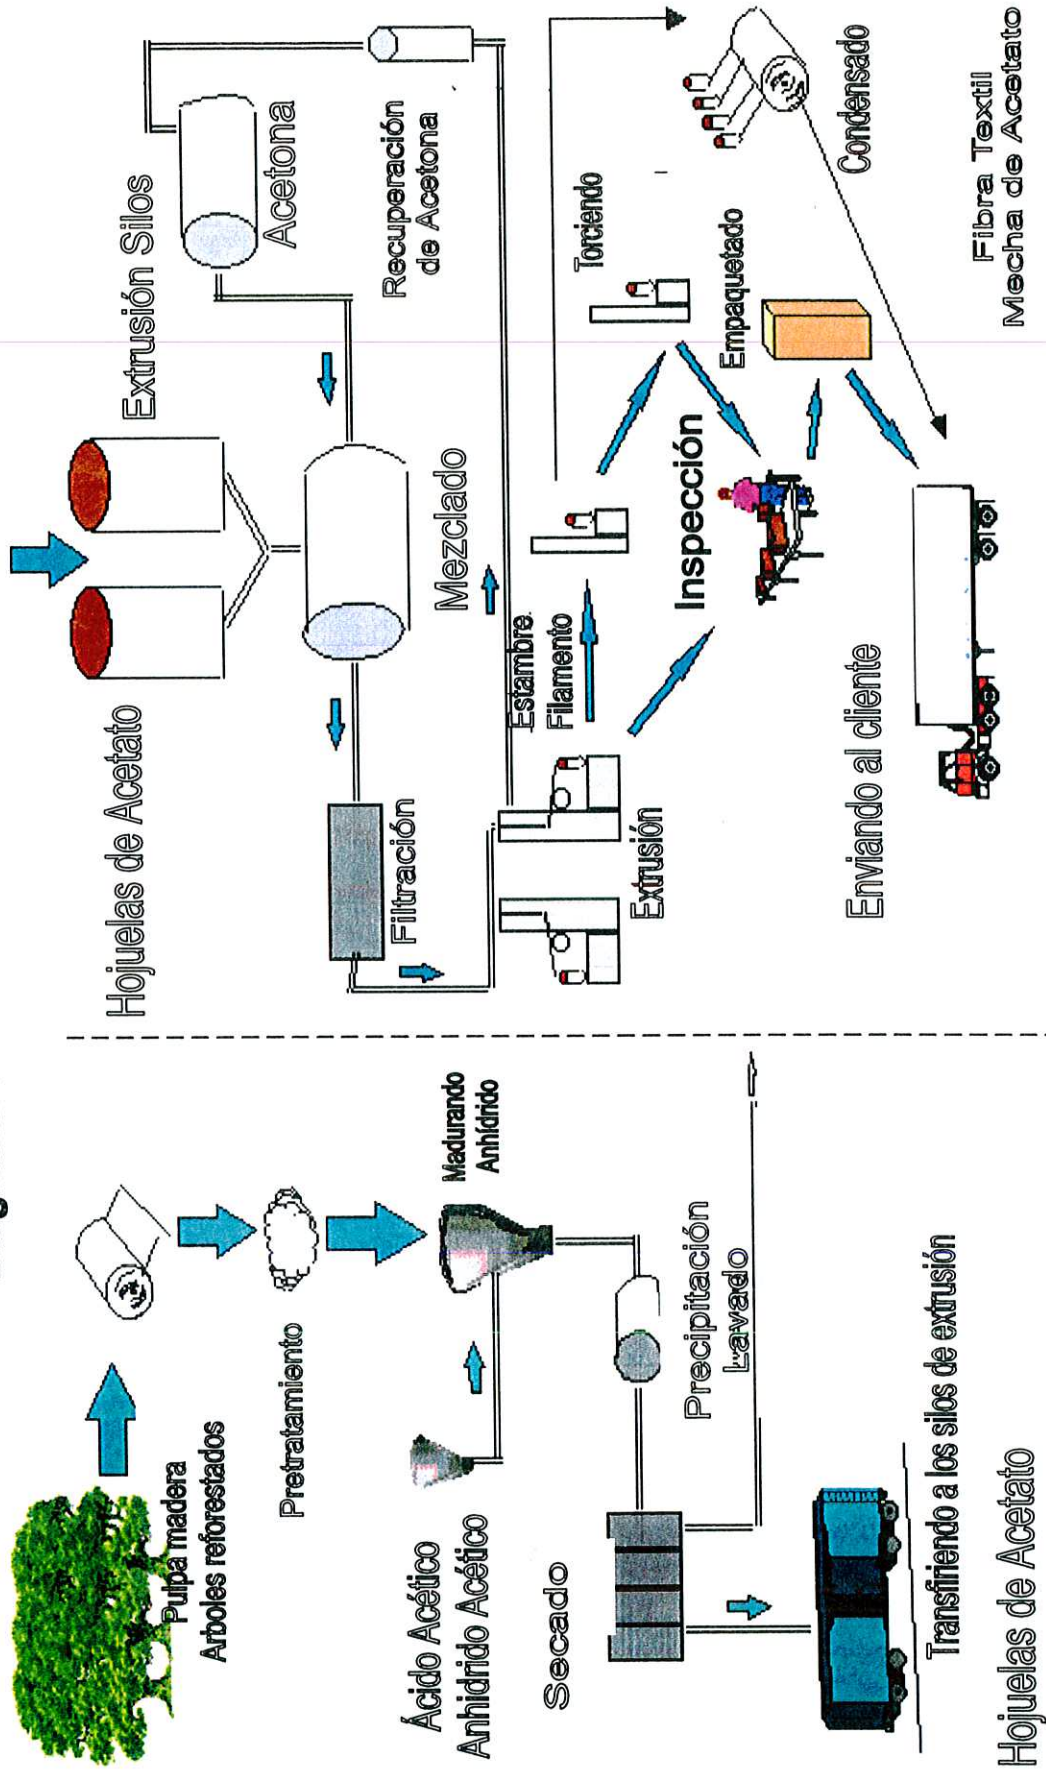 Pulpa madera
Arboles reforestados
Pretratamiento
Ácido Acético
Anhidrido Acético
Madurando
Anhídrido
Secado
Precipitación
Lavado
Transfiriendo a los silos de extrusión
Hojuelas de Acetato
Hojuelas de Acetato
Extrusión Silos
Acetona
Recuperación
de Acetona
Mezclado
Filtración
Extrusión
Estambre
Filamento
Torciendo
Inspección
Empaquetado
Condensado
Enviando al cliente
Fibra Textil
Mecha de Acetato